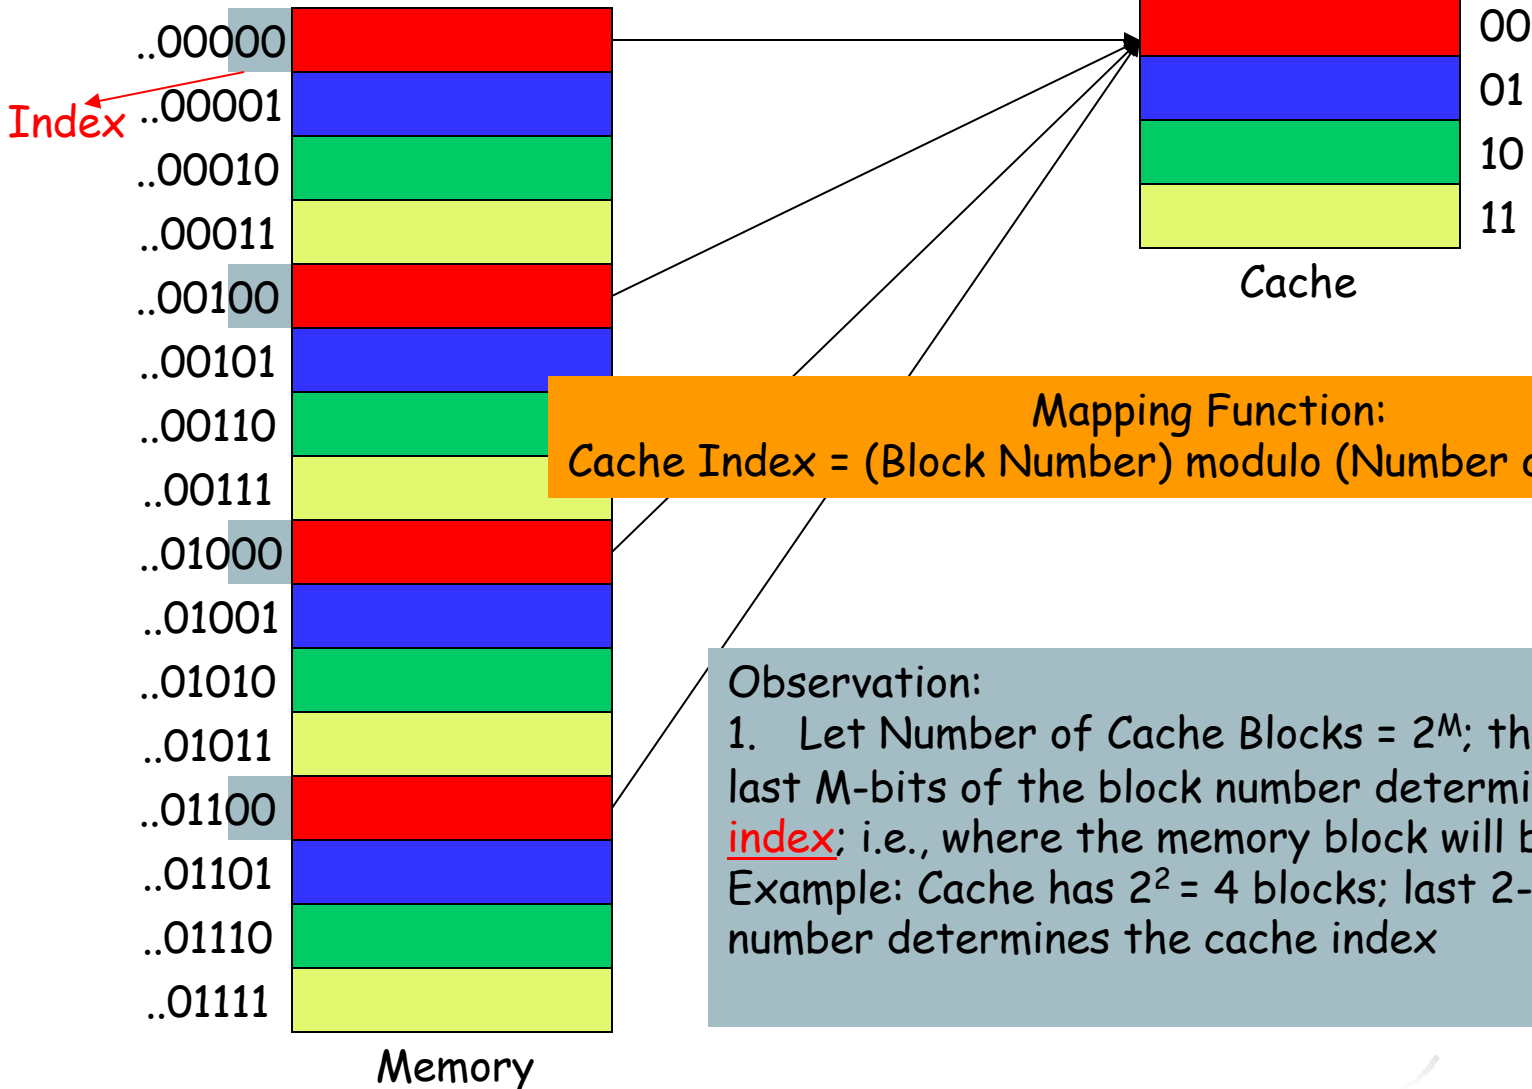 ..00000
..00001
Index
..00010
..00011
..00100
..00101
..00110
..00111
..01000
..01001
..01010
..01011
..01100
..01101
..01110
..01111
Memory
00
01
10
11
Cache
Mapping Function:
Cache Index = (Block Number) modulo (Number
Observation:
1. Let Number of Cache Blocks = 2ᴹ;
last M-bits of the block number
index; i.e., where the memory block will
Example: Cache has 2² = 4 blocks; last 2-
number determines the cache index